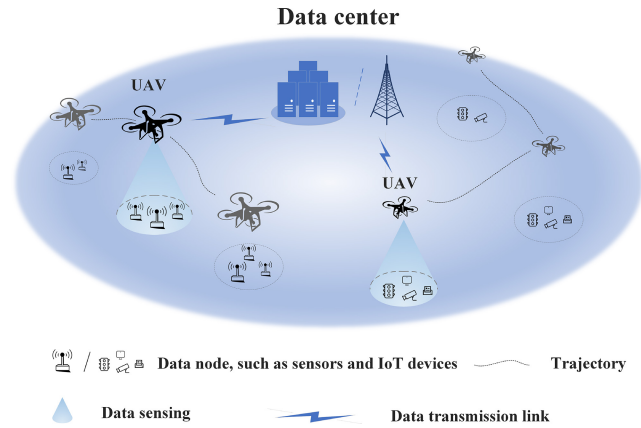 Data center
UAV
UAV
/ Data node, such as sensors and IoT devices
Trajectory
Data sensing
Data transmission link